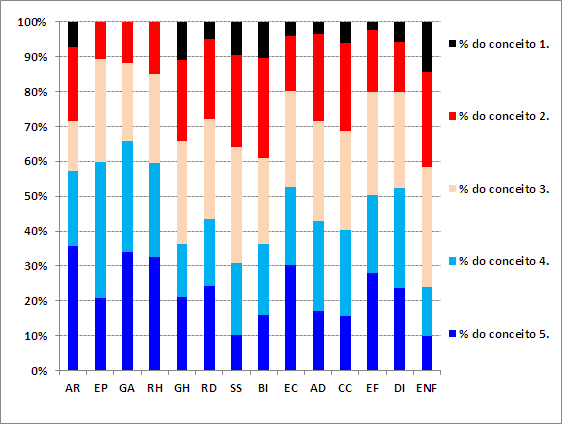 100%
90%
80%
70%
60%
50%
40%
30%
20%
10%
0%
AR EP GA RH GH RD SS BI EC AD CC EF DI ENF
% do conceito 1.
% do conceito 2.
% do conceito 3.
% do conceito 4.
% do conceito 5.